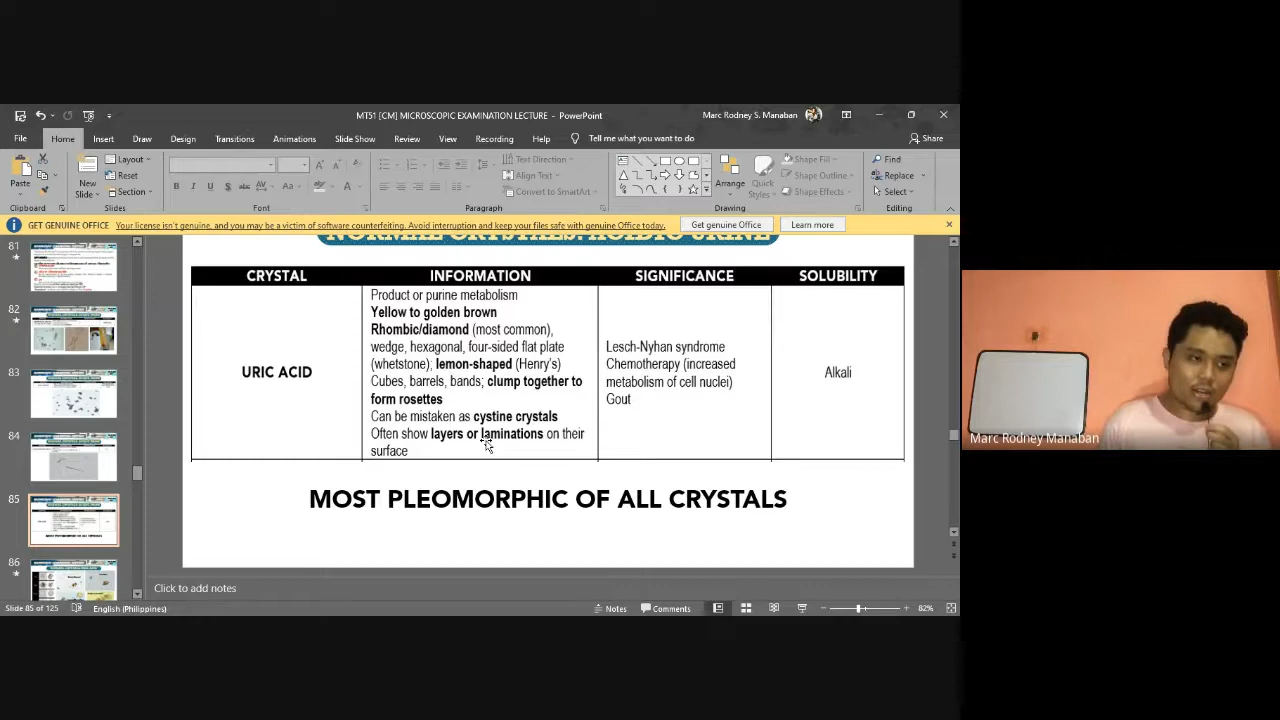 MT51 [CM] MICROSCOPIC EXAMINATION LECTURE - PowerPoint
Marc Rodney S. Manaban
File Home Insert Draw Design Transitions Animations Slide Show Review View Recording Help Tell me what you want to do Share
Paste
New
Slide
Layout
Reset
Section
Text Direction
Align Text
Convert to SmartArt
Arrange
Quick
Styles
Shape Fill
Shape Outline
Shape Effects
Find
Replace
Select
Clipboard Slides Font Paragraph Drawing Editing
GET GENUINE OFFICE Your license isn't genuine, and you may be a victim of software counterfeiting. Avoid interruption and keep your files safe with genuine Office today. Get genuine Office Learn more
81
82
83
84
85
86
NORMAL CRYSTALS: ACIDIC URINE
CRYSTAL INFORMATION SIGNIFICANCE SOLUBILITY
URIC ACID
Product or purine metabolism
Yellow to golden brown
Rhombic/diamond (most common),
wedge, hexagonal, four-sided flat plate
(whetstone); lemon-shaped (Henry's)
Cubes, barrels, bands; clump together to
form rosettes
Can be mistaken as cystine crystals
Often show layers or laminations on their
surface
Lesch-Nyhan syndrome
Chemotherapy (increased
metabolism of cell nuclei)
Gout
Alkali
MOST PLEOMORPHIC OF ALL CRYSTALS
Click to add notes
Slide 85 of 125 English (Philippines) Notes Comments 82%
Marc Rodney Manaban